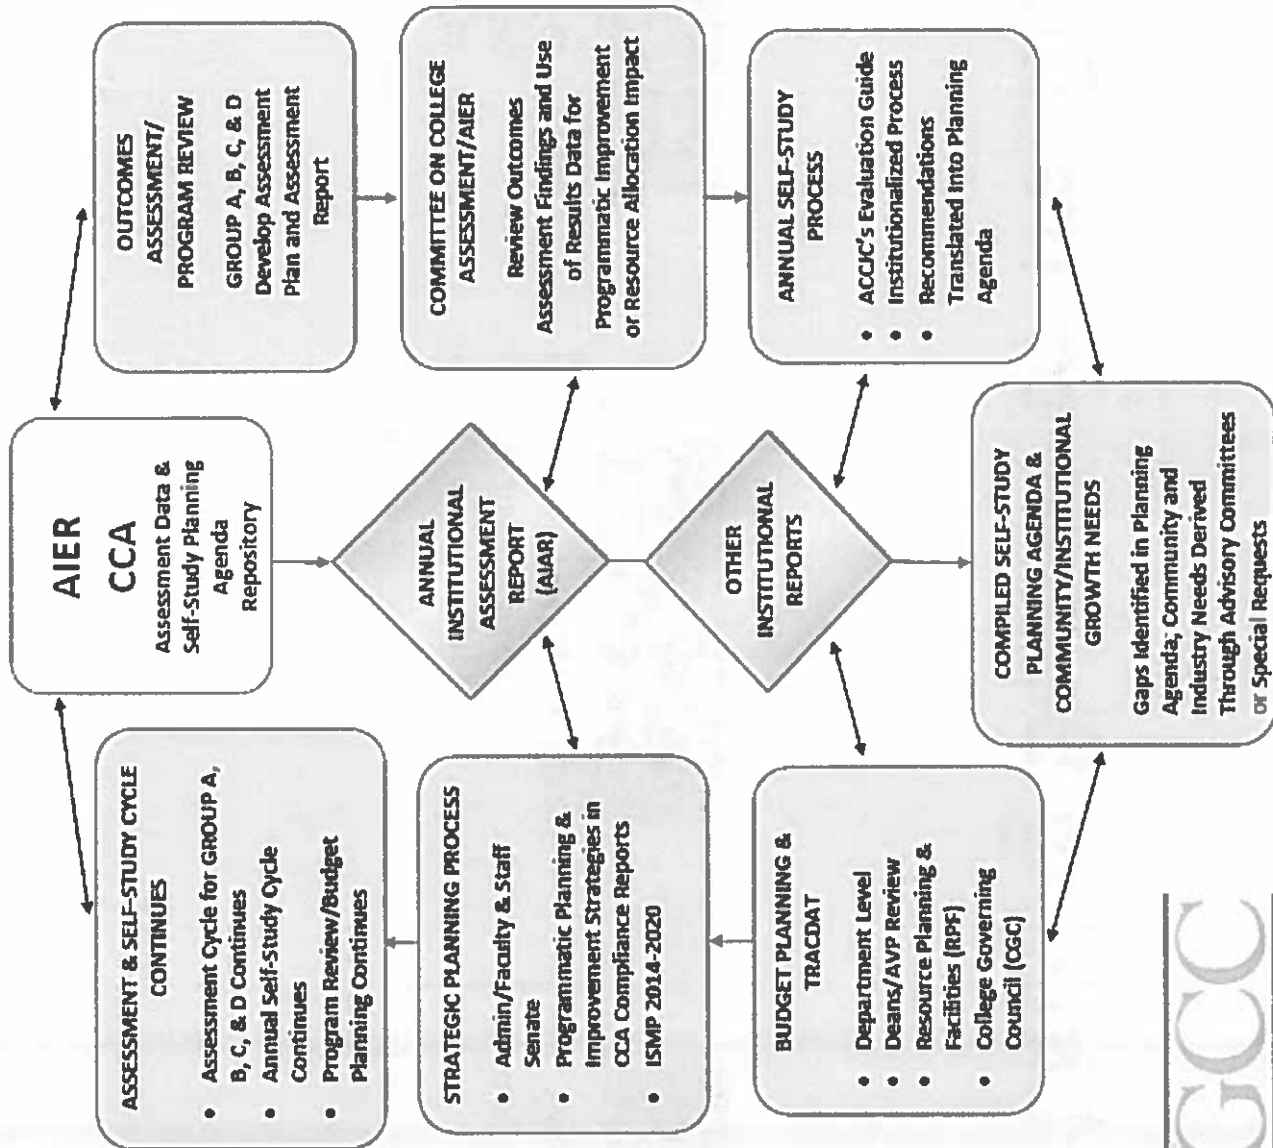 AIER
CCA
Assessment Data &
Self-Study Planning
Agenda
Repository
OUTCOMES
ASSESSMENT/
PROGRAM REVIEW
GROUP A, B, C, & D
Develop Assessment
Plan and Assessment
Report
COMMITTEE ON COLLEGE
ASSESSMENT/AIER
Review Outcomes
Assessment Findings and Use
of Results Data for
Programmatic Improvement
or Resource Allocation Impact
ANNUAL SELF-STUDY
PROCESS
• ACCJC's Evaluation Guide
• Institutionalized Process
• Recommendations
Translated Into Planning
Agenda
ANNUAL
INSTITUTIONAL
ASSESSMENT
REPORT
(AIAR)
OTHER
INSTITUTIONAL
REPORTS
COMPILED SELF-STUDY
PLANNING AGENDA &
COMMUNITY/INSTITUTIONAL
GROWTH NEEDS
Gaps Identified in Planning
Agenda; Community and
Industry Needs Derived
Through Advisory Committees
or Special Requests
BUDGET PLANNING &
TRACDAT
• Department Level
• Deans/AVP Review
• Resource Planning &
Facilities (RPF)
• College Governing
Council (CGC)
STRATEGIC PLANNING PROCESS
• Admin/Faculty & Staff
Senate
• Programmatic Planning &
Improvement Strategies in
CCA Compliance Reports
• ISMP 2014-2020
ASSESSMENT & SELF-STUDY CYCLE
CONTINUES
• Assessment Cycle for GROUP A,
B, C, & D Continues
• Annual Self-Study Cycle
Continues
• Program Review/Budget
Planning Continues
GCC